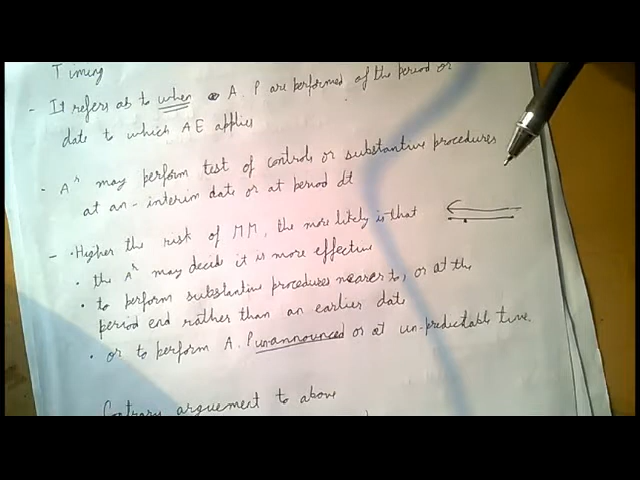 Timing
- It refers as to when A.P are performed of the period or
date to which AE applies
- Ar may perform test of controls or substantive procedures
at an interim date or at period dt
- Higher the risk of MM, the more likely is that
the Ar may decide it is more effective
to perform substantive procedures nearer to, or at the
period end rather than an earlier date
or to perform A.P unannounced or at un-predictable time.
Contrary arguement to above